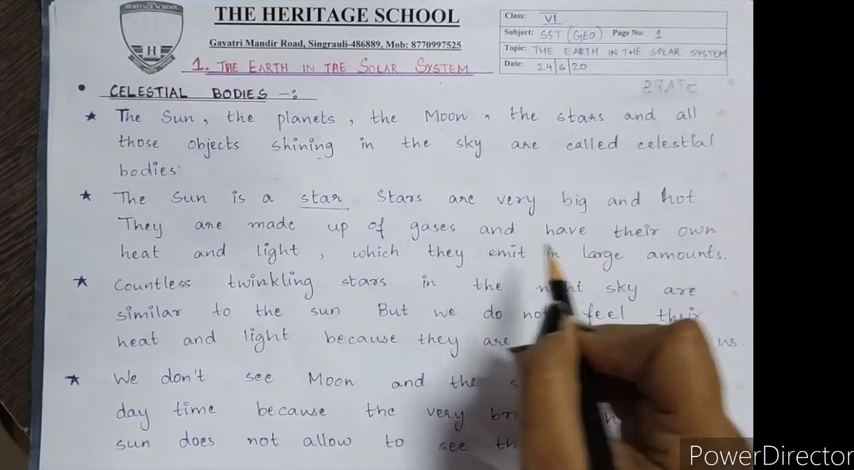 HERITAGE SCHOOL
H
THE HERITAGE SCHOOL
Gayatri Mandir Road, Singrauli-486889, Mob: 8770997525
Class: VI
Subject: SST (GEO) Page No: 1
Topic: THE EARTH IN THE SOLAR SYSTEM
Date: 24/6/20
1. THE EARTH IN THE SOLAR SYSTEM
STARS
• CELESTIAL BODIES -:
★ The Sun, the planets, the Moon, the stars and all
those objects shining in the sky are called celestial
bodies.
★ The Sun is a star Stars are very big and hot.
They are made up of gases and have their own
heat and light, which they emit in large amounts.
★ Countless twinkling stars in the night sky are
similar to the sun But we do not feel their
heat and light because they are us.
★ We don't see Moon and the
day time because the very
sun does not allow to see
PowerDirector